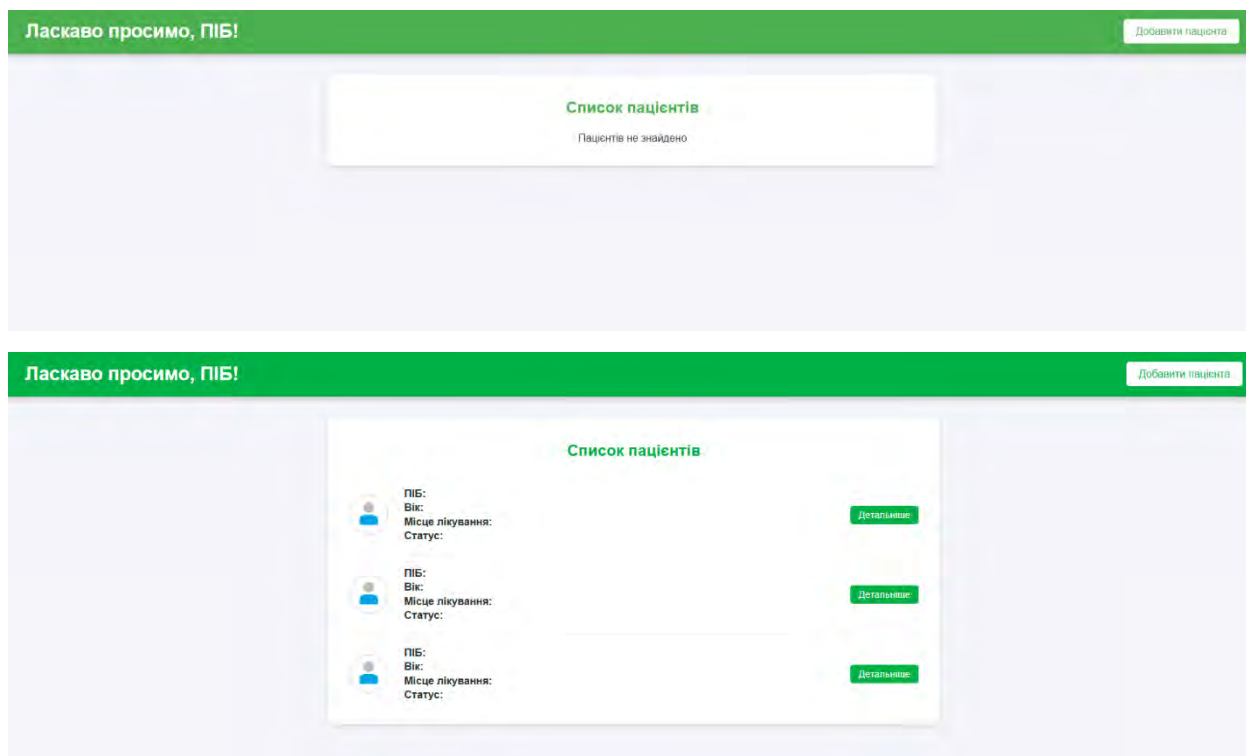 Ласкаво просимо, ПІБ!
Добавити пацієнта
Список пацієнтів
Пацієнтів не знайдено
Ласкаво просимо, ПІБ!
Добавити пацієнта
Список пацієнтів
ПІБ:
Вік:
Місце лікування:
Статус:
Детальніше
ПІБ:
Вік:
Місце лікування:
Статус:
Детальніше
ПІБ:
Вік:
Місце лікування:
Статус:
Детальніше